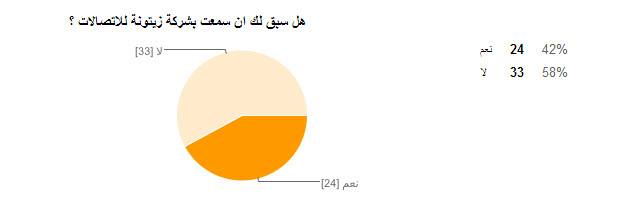 هل سبق لك ان سمعت بشركة زيتونة للاتصالات ؟
لا [33]
نعم [24]
نعم 24 42%
لا 33 58%